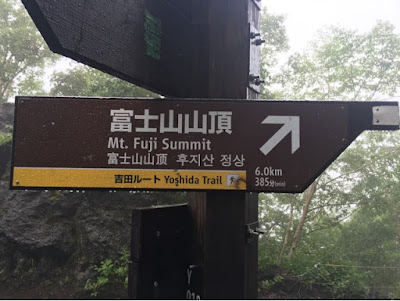 富士山山頂
Mt. Fuji Summit
富士山山顶 후지산 정상
6.0km
385分(min)
吉田ルート Yoshida Trail